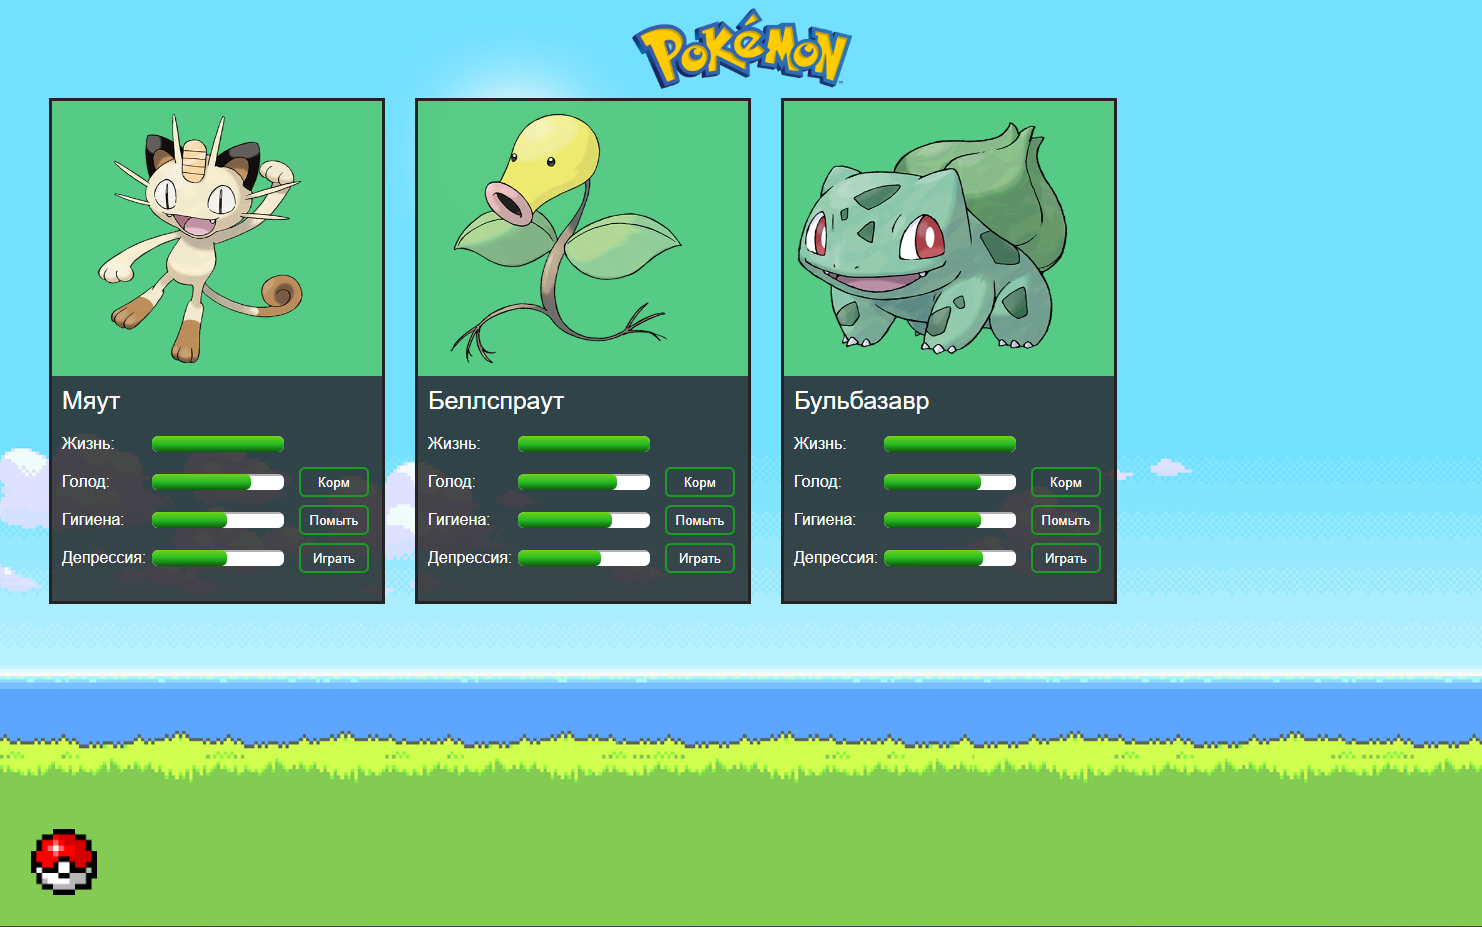 POKéMON
Мяут
Жизнь:
Голод: Корм
Гигиена: Помыть
Депрессия: Играть
Беллспраут
Жизнь:
Голод: Корм
Гигиена: Помыть
Депрессия: Играть
Бульбазавр
Жизнь:
Голод: Корм
Гигиена: Помыть
Депрессия: Играть